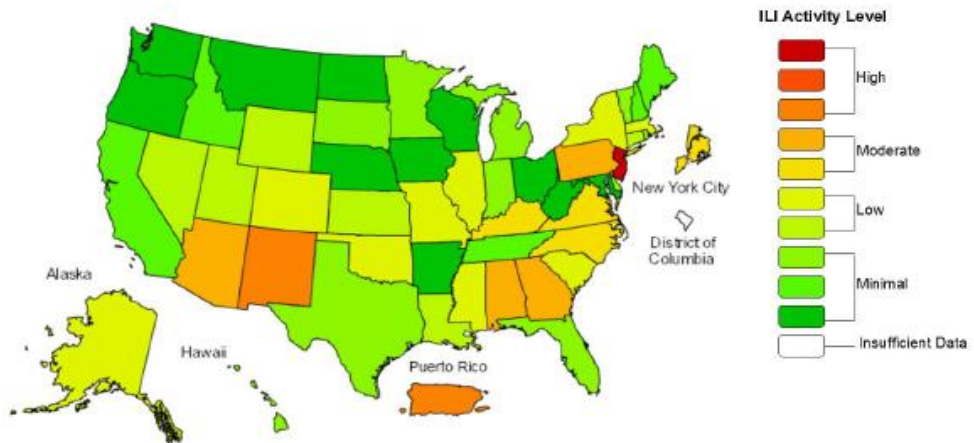 ILI Activity Level
High
Moderate
Low
Minimal
Insufficient Data
New York City
District of
Columbia
Alaska
Hawaii
Puerto Rico